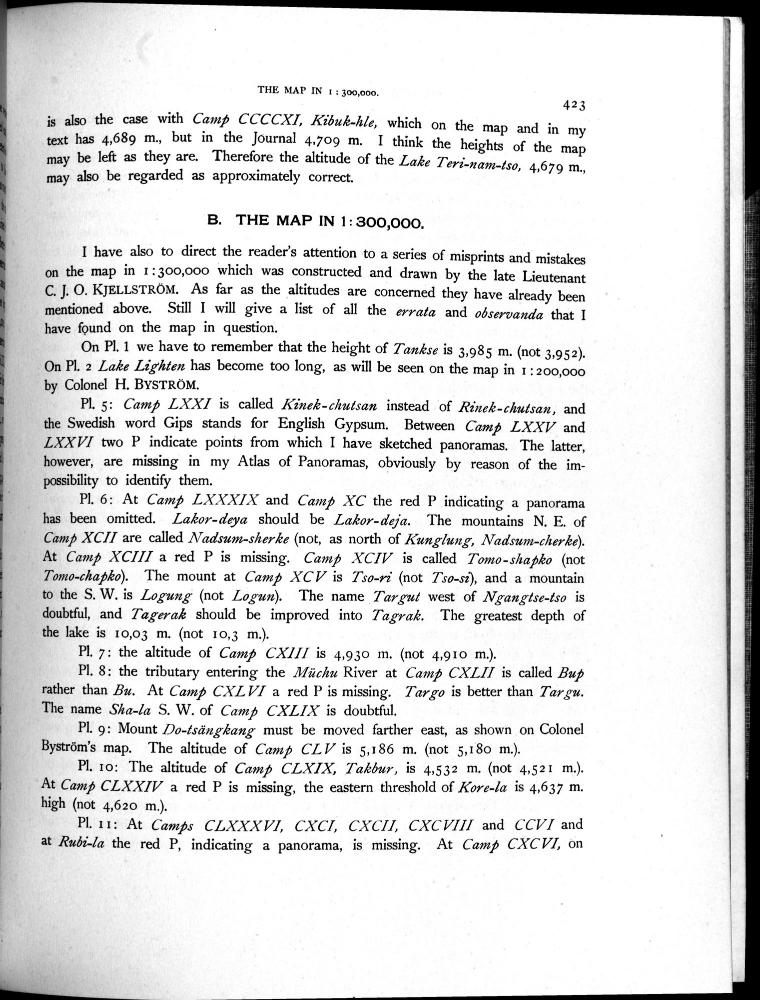 THE MAP IN 1 : 300,000.
423
is also the case with Camp CCCCXI, Kibuk-hle, which on the map and in my
text has 4,689 m., but in the Journal 4,709 m. I think the heights of the map
may be left as they are. Therefore the altitude of the Lake Teri-nam-tso, 4,679 m.,
may also be regarded as approximately correct.
B. THE MAP IN 1:300,000.
I have also to direct the reader's attention to a series of misprints and mistakes
on the map in 1:300,000 which was constructed and drawn by the late Lieutenant
C. J. O. KJELLSTRÖM. As far as the altitudes are concerned they have already been
mentioned above. Still I will give a list of all the errata and observanda that I
have found on the map in question.
On Pl. 1 we have to remember that the height of Tankse is 3,985 m. (not 3,952).
On Pl. 2 Lake Lighten has become too long, as will be seen on the map in 1:200,000
by Colonel H. BYSTRÖM.
Pl. 5: Camp LXXI is called Kinek-chutsan instead of Rinek-chutsan, and
the Swedish word Gips stands for English Gypsum. Between Camp LXXV and
LXXVI two P indicate points from which I have sketched panoramas. The latter,
however, are missing in my Atlas of Panoramas, obviously by reason of the im-
possibility to identify them.
Pl. 6: At Camp LXXXIX and Camp XC the red P indicating a panorama
has been omitted. Lakor-deya should be Lakor-deja. The mountains N. E. of
Camp XCII are called Nadsum-sherke (not, as north of Kunglung, Nadsum-cherke).
At Camp XCIII a red P is missing. Camp XCIV is called Tomo-shapko (not
Tomo-chapko). The mount at Camp XCV is Tso-ri (not Tso-si), and a mountain
to the S. W. is Logung (not Logun). The name Targut west of Ngangtse-tso is
doubtful, and Tagerak should be improved into Tagrak. The greatest depth of
the lake is 10,03 m. (not 10,3 m.).
Pl. 7: the altitude of Camp CXIII is 4,930 m. (not 4,910 m.).
Pl. 8: the tributary entering the Müchu River at Camp CXLII is called Bup
rather than Bu. At Camp CXLVI a red P is missing. Targo is better than Targu.
The name Sha-la S. W. of Camp CXLIX is doubtful.
Pl. 9: Mount Do-tsängkang must be moved farther east, as shown on Colonel
Byström's map. The altitude of Camp CLV is 5,186 m. (not 5,180 m.).
Pl. 10: The altitude of Camp CLXIX, Takbur, is 4,532 m. (not 4,521 m.).
At Camp CLXXIV a red P is missing, the eastern threshold of Kore-la is 4,637 m.
high (not 4,620 m.).
Pl. 11: At Camps CLXXXVI, CXCI, CXCII, CXCVIII and CCVI and
at Rubi-la the red P, indicating a panorama, is missing. At Camp CXCVI, on